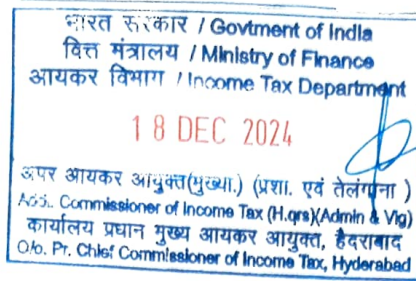 भारत सरकार / Govtment of India
वित्त मंत्रालय / Ministry of Finance
आयकर विभाग / Income Tax Department
18 DEC 2024
अपर आयकर आयुक्त(मुख्या.) (प्रशा. एवं तेलंगाना )
Addl. Commissioner of Income Tax (H.qrs)(Admin & Vig)
कार्यालय प्रधान मुख्य आयकर आयुक्त, हैदराबाद
O/o. Pr. Chief Commissioner of Income Tax, Hyderabad